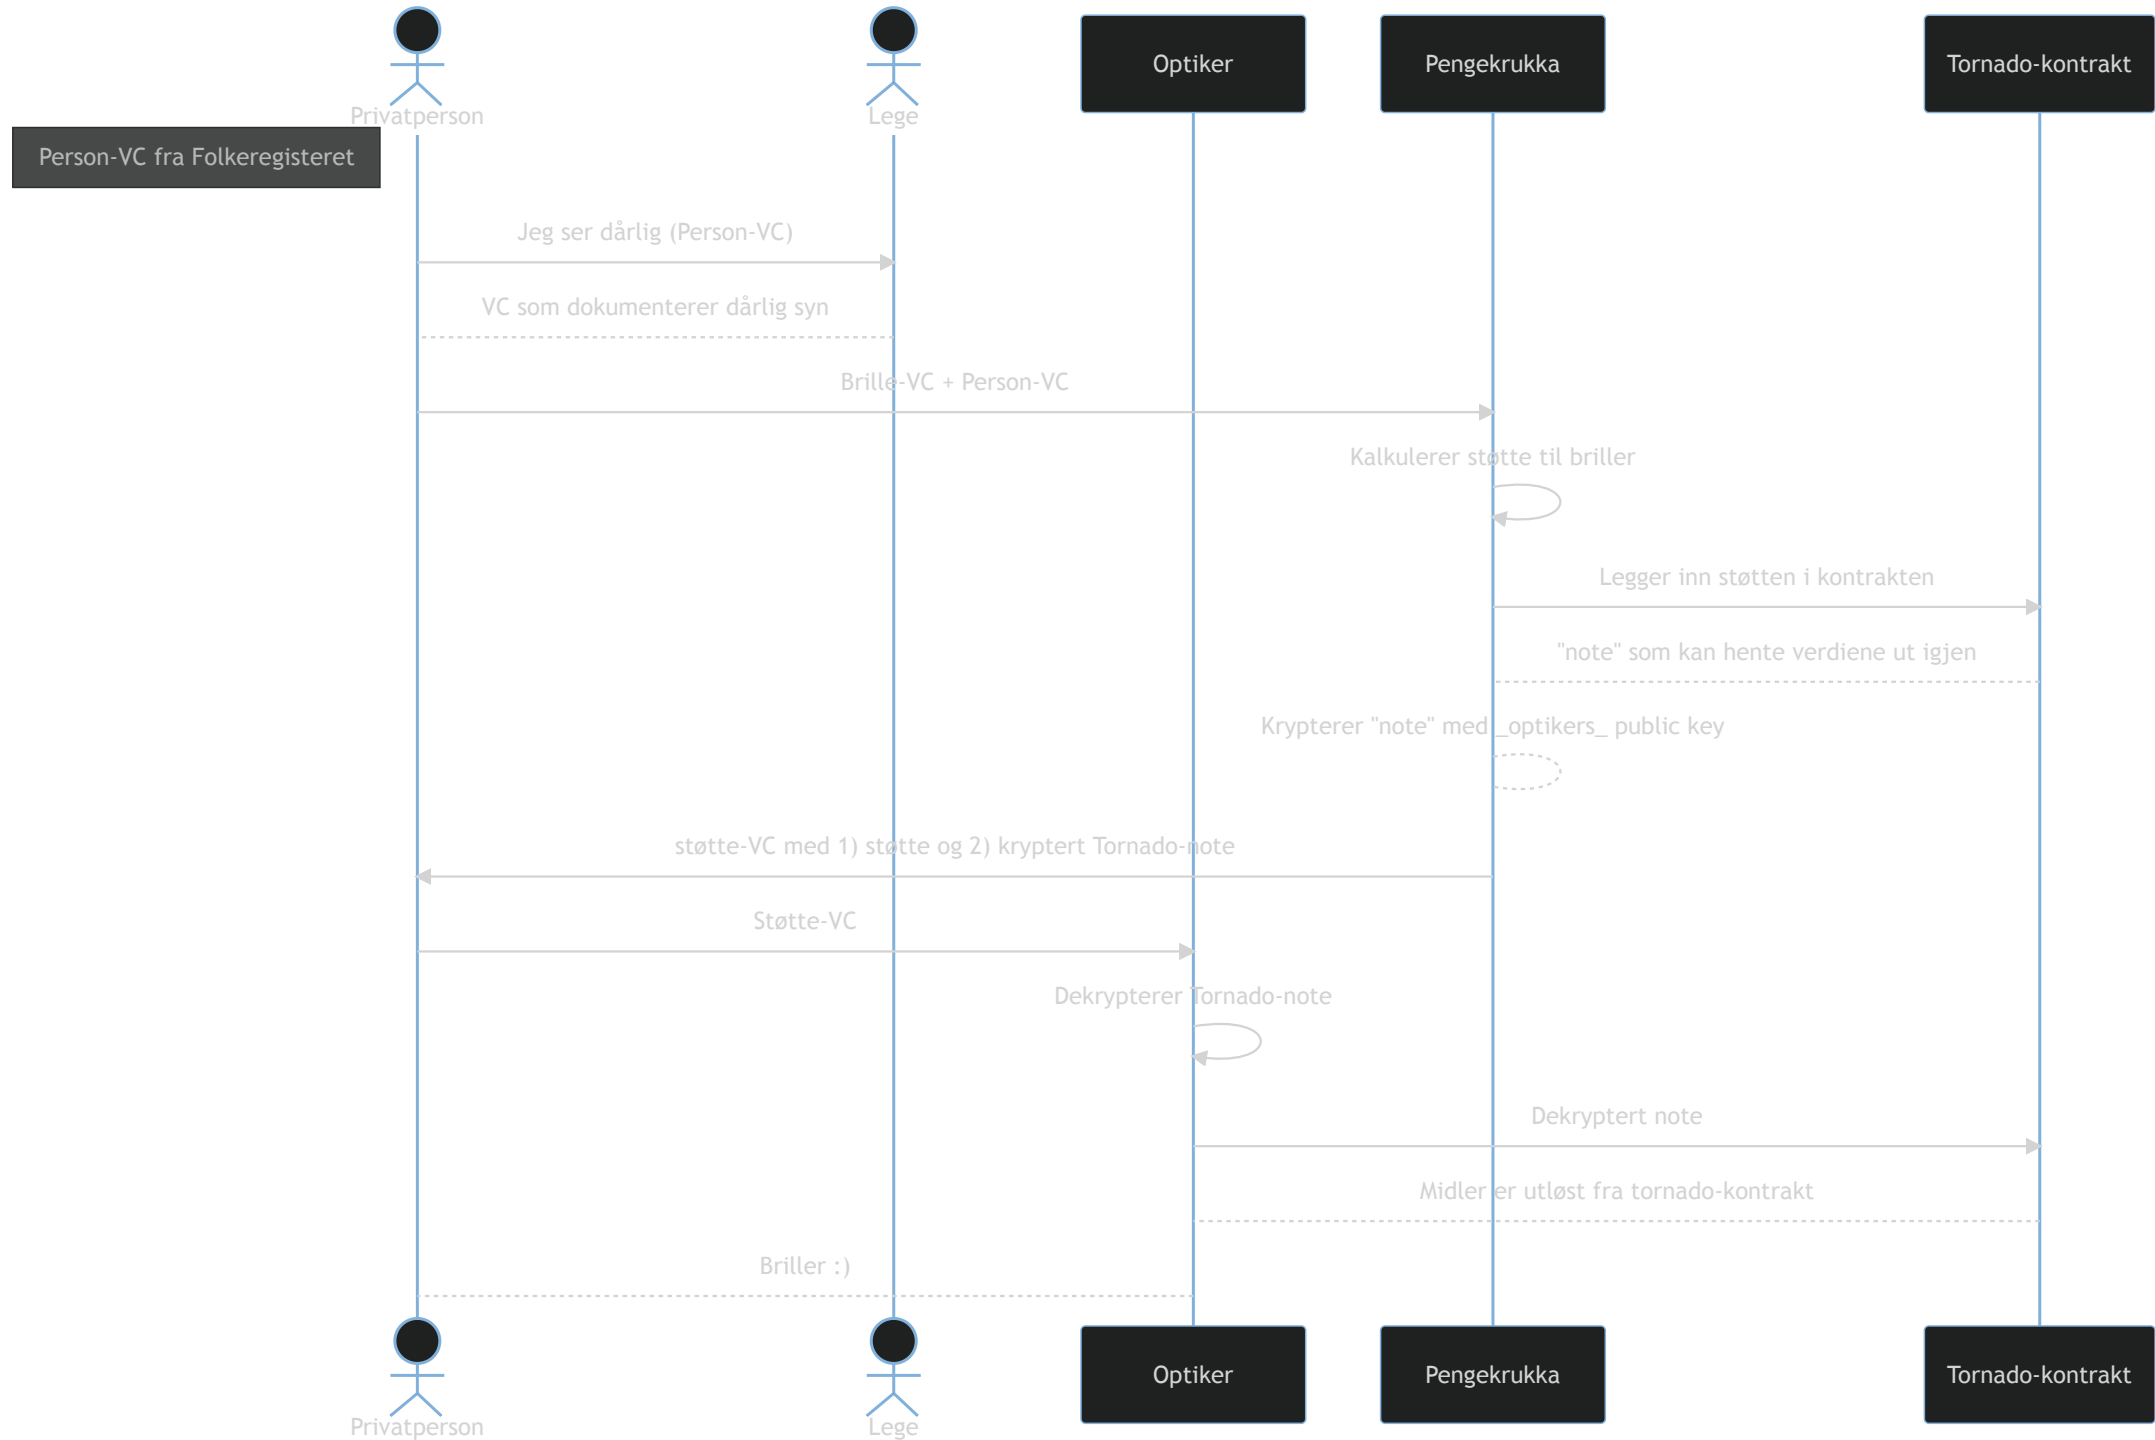 Privatperson
Lege
Optiker
Pengekrukka
Tornado-kontrakt
Person-VC fra Folkeregisteret
Jeg ser dårlig (Person-VC)
VC som dokumenterer dårlig syn
Brille-VC + Person-VC
Kalkulerer støtte til briller
Legger inn støtten i kontrakten
"note" som kan hente verdiene ut igjen
Krypterer "note" med _optikers_ public key
støtte-VC med 1) støtte og 2) kryptert Tornado-note
Støtte-VC
Dekrypterer Tornado-note
Dekryptert note
Midler er utløst fra tornado-kontrakt
Briller :)
Privatperson
Lege
Optiker
Pengekrukka
Tornado-kontrakt